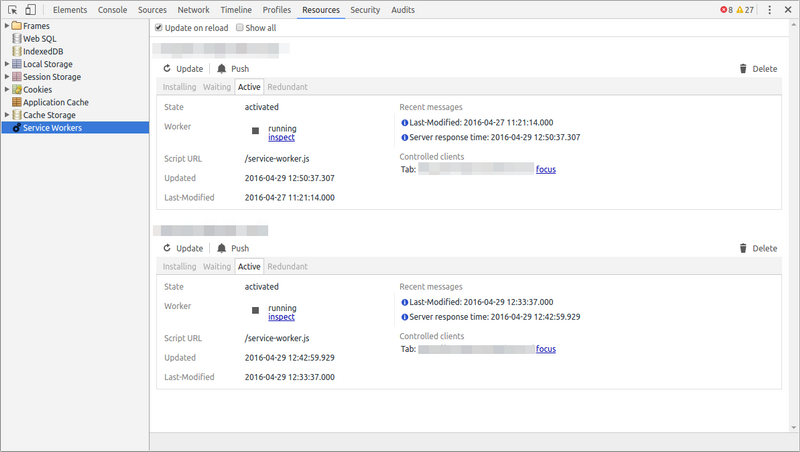 Elements Console Sources Network Timeline Profiles Resources Security Audits 8 27
Frames
Web SQL
IndexedDB
Local Storage
Session Storage
Cookies
Application Cache
Cache Storage
Service Workers
Update on reload Show all
Update Push Delete
Installing Waiting Active Redundant
State activated Recent messages
Worker running Last-Modified: 2016-04-27 11:21:14.000
inspect Server response time: 2016-04-29 12:50:37.307
Script URL /service-worker.js Controlled clients
Updated 2016-04-29 12:50:37.307 Tab: focus
Last-Modified 2016-04-27 11:21:14.000
Update Push Delete
Installing Waiting Active Redundant
State activated Recent messages
Worker running Last-Modified: 2016-04-29 12:33:37.000
inspect Server response time: 2016-04-29 12:42:59.929
Script URL /service-worker.js Controlled clients
Updated 2016-04-29 12:42:59.929 Tab: focus
Last-Modified 2016-04-29 12:33:37.000